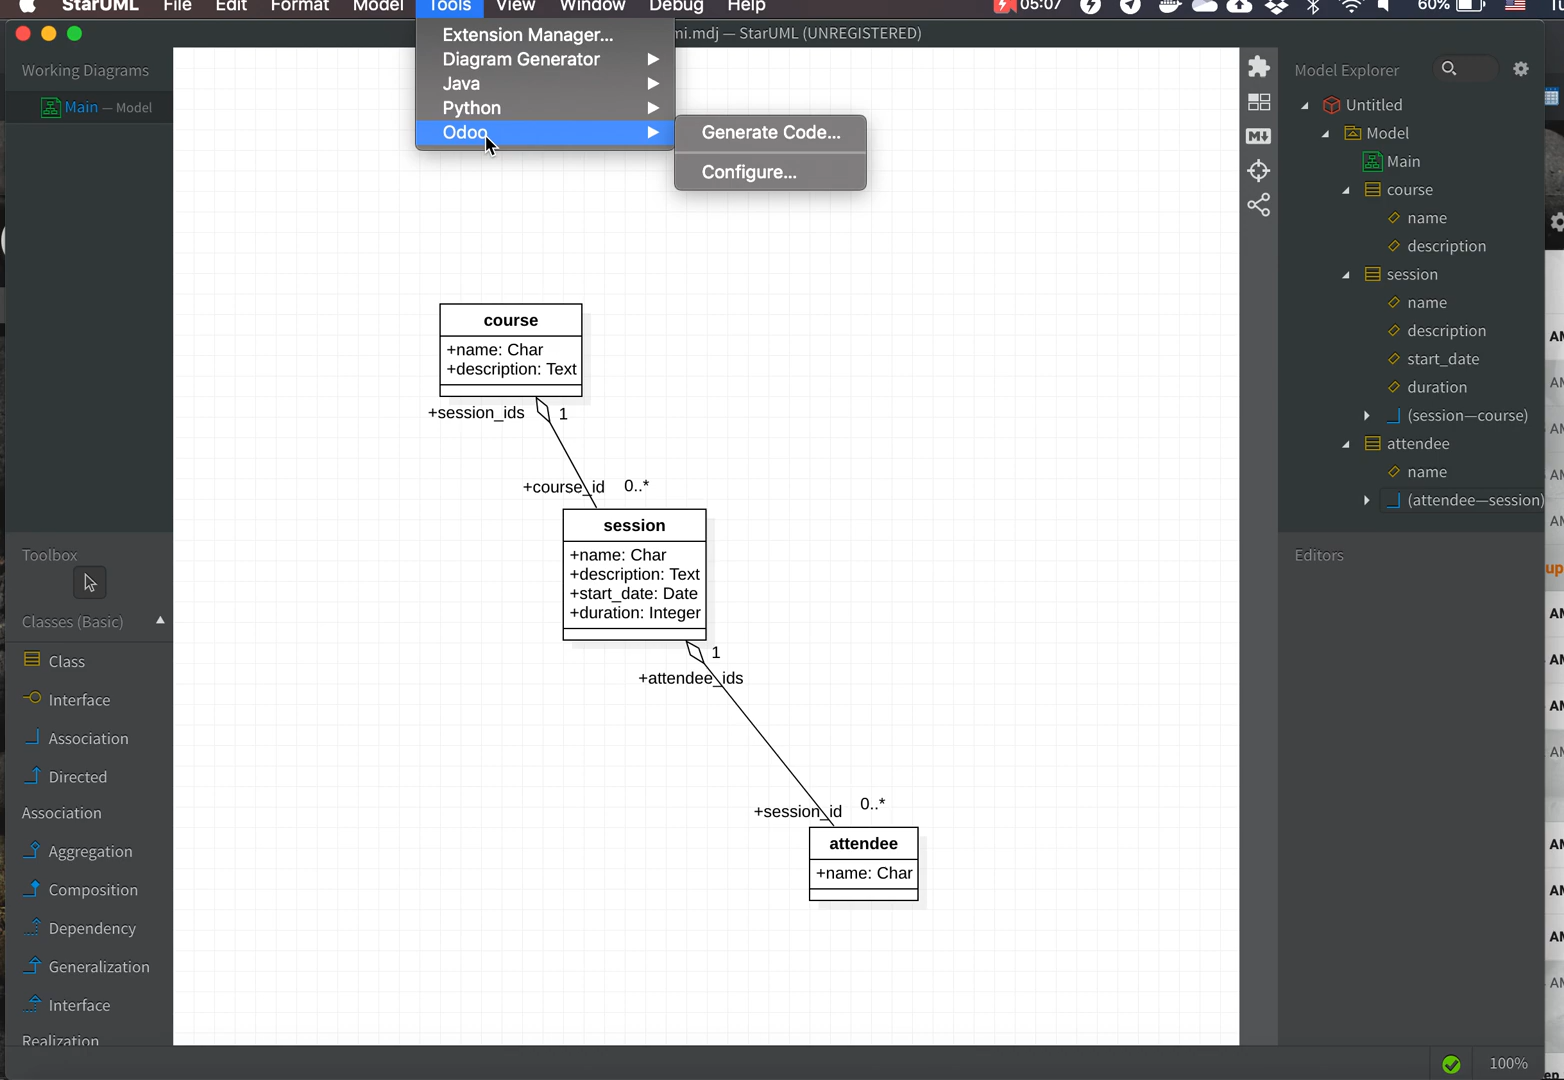 StarUML File Edit Format Model Tools View Window Debug Help 05:07 60%
ni.mdj — StarUML (UNREGISTERED)
Extension Manager...
Diagram Generator
Java
Python
Odoo
Generate Code...
Configure...
Working Diagrams
Main — Model
Toolbox
Classes (Basic)
Class
Interface
Association
Directed
Association
Aggregation
Composition
Dependency
Generalization
Interface
Realization
course
+name: Char
+description: Text
+session_ids
1
+course_id
0..*
session
+name: Char
+description: Text
+start_date: Date
+duration: Integer
1
+attendee_ids
0..*
+session_id
attendee
+name: Char
Model Explorer
Untitled
Model
Main
course
name
description
session
name
description
start_date
duration
(session—course)
attendee
name
(attendee—session)
Editors
100%